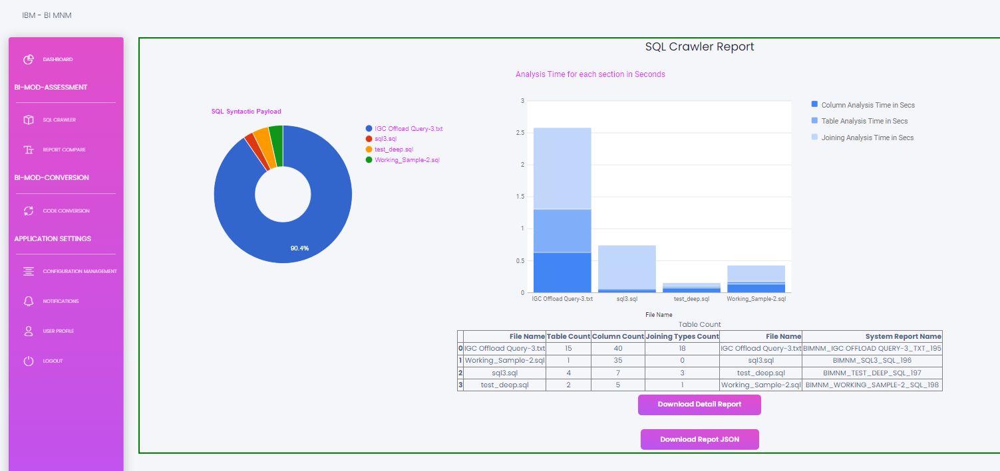 IBM - BI MNM
DASHBOARD
BI-MOD-ASSESSMENT
SQL CRAWLER
REPORT COMPARE
BI-MOD-CONVERSION
CODE CONVERSION
APPLICATION SETTINGS
CONFIGURATION MANAGEMENT
NOTIFICATIONS
USER PROFILE
LOGOUT
SQL Crawler Report
SQL Syntactic Payload
IGC Offload Query-3.txt
sql3.sql
test_deep.sql
Working_Sample-2.sql
90.4%
Analysis Time for each section in Seconds
3
2.5
2
1.5
1
0.5
0
IGC Offload Query-3.txt sql3.sql test_deep.sql Working_Sample-2.sql
File Name
Column Analysis Time in Secs
Table Analysis Time in Secs
Joining Analysis Time in Secs
Table Count
File Name Table Count Column Count Joining Types Count File Name System Report Name
0 IGC Offload Query-3.txt 15 40 18 IGC Offload Query-3.txt BIMNM_IGC OFFLOAD QUERY-3_TXT_195
1 Working_Sample-2.sql 1 35 0 sql3.sql BIMNM_SQL3_SQL_196
2 sql3.sql 4 7 3 test_deep.sql BIMNM_TEST_DEEP_SQL_197
3 test_deep.sql 2 5 1 Working_Sample-2.sql BIMNM_WORKING_SAMPLE-2_SQL_198
Download Detail Report
Download Repot JSON